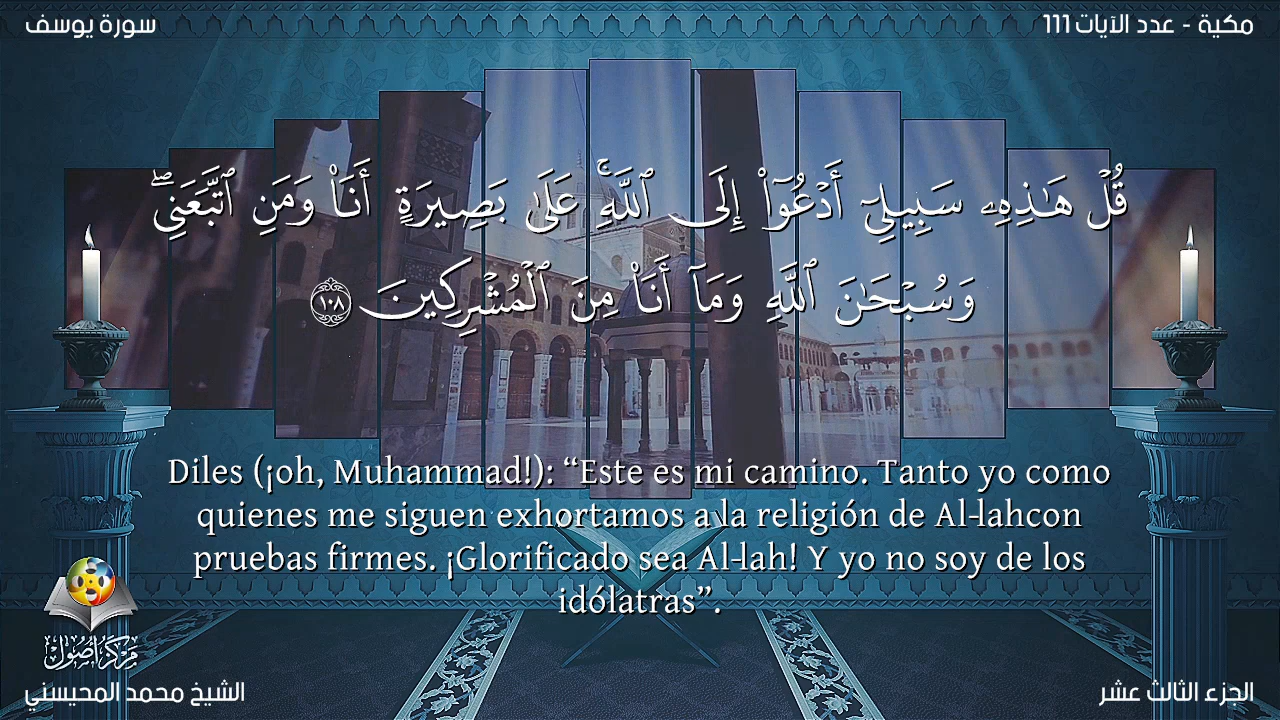 سورة يوسف
مكية - عدد الآيات 111
قُلْ هَـٰذِهِۦ سَبِيلِىٓ أَدْعُوٓا۟ إِلَى ٱللَّهِ ۚ عَلَىٰ بَصِيرَةٍ أَنَا۠ وَمَنِ ٱتَّبَعَنِى ۖ
وَسُبْحَـٰنَ ٱللَّهِ وَمَآ أَنَا۠ مِنَ ٱلْمُشْرِكِينَ ١٠٨
Diles (¡oh, Muhammad!): “Este es mi camino. Tanto yo como
quienes me siguen exhortamos a la religión de Al-lahcon
pruebas firmes. ¡Glorificado sea Al-lah! Y yo no soy de los
idólatras”.
مركز أصول
الشيخ محمد المحيسني
الجزء الثالث عشر